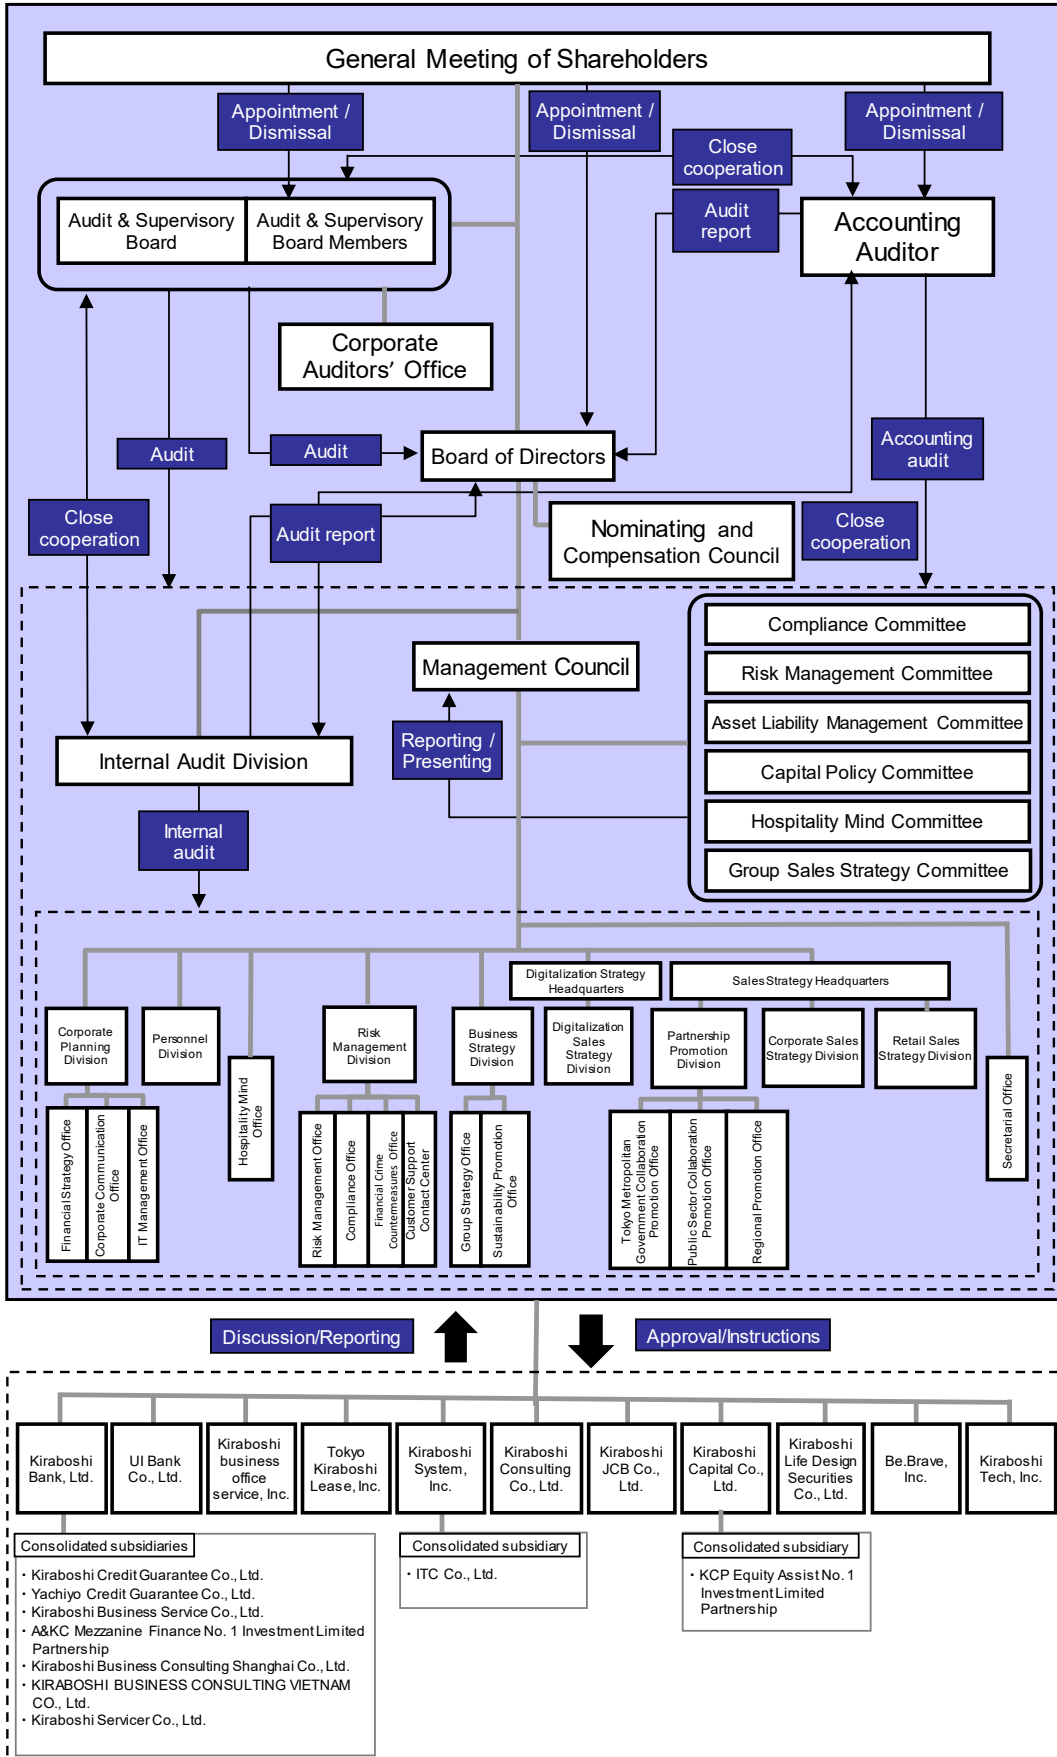 General Meeting of Shareholders
Appointment /
Dismissal
Appointment /
Dismissal
Appointment /
Dismissal
Close
cooperation
Audit & Supervisory
Board
Audit & Supervisory
Board Members
Audit
report
Accounting
Auditor
Corporate
Auditors' Office
Audit
Audit
Board of Directors
Accounting
audit
Close
cooperation
Audit report
Nominating and
Compensation Council
Close
cooperation
Compliance Committee
Risk Management Committee
Asset Liability Management Committee
Capital Policy Committee
Hospitality Mind Committee
Group Sales Strategy Committee
Management Council
Reporting /
Presenting
Internal Audit Division
Internal
audit
Digitalization Strategy
Headquarters
Sales Strategy Headquarters
Corporate
Planning
Division
Personnel
Division
Hospitality Mind
Office
Risk
Management
Division
Business
Strategy
Division
Digitalization
Sales
Strategy
Division
Partnership
Promotion
Division
Corporate Sales
Strategy Division
Retail Sales
Strategy Division
Secretarial Office
Financial Strategy Office
Corporate Communication
Office
IT Management Office
Risk Management Office
Compliance Office
Financial Crime
Countermeasures Office
Customer Support
Contact Center
Group Strategy Office
Sustainability Promotion
Office
Tokyo Metropolitan
Government Collaboration
Promotion Office
Public Sector Collaboration
Promotion Office
Regional Promotion Office
Discussion/Reporting
Approval/Instructions
Kiraboshi
Bank, Ltd.
UI Bank
Co., Ltd.
Kiraboshi
business
office
service, Inc.
Tokyo
Kiraboshi
Lease, Inc.
Kiraboshi
System,
Inc.
Kiraboshi
Consulting
Co., Ltd.
Kiraboshi
JCB Co.,
Ltd.
Kiraboshi
Capital Co.,
Ltd.
Kiraboshi
Life Design
Securities
Co., Ltd.
Be.Brave,
Inc.
Kiraboshi
Tech, Inc.
Consolidated subsidiaries
・Kiraboshi Credit Guarantee Co., Ltd.
・Yachiyo Credit Guarantee Co., Ltd.
・Kiraboshi Business Service Co., Ltd.
・A&KC Mezzanine Finance No. 1 Investment Limited
Partnership
・Kiraboshi Business Consulting Shanghai Co., Ltd.
・KIRABOSHI BUSINESS CONSULTING VIETNAM
CO., Ltd.
・Kiraboshi Servicer Co., Ltd.
Consolidated subsidiary
・ITC Co., Ltd.
Consolidated subsidiary
・KCP Equity Assist No. 1
Investment Limited
Partnership